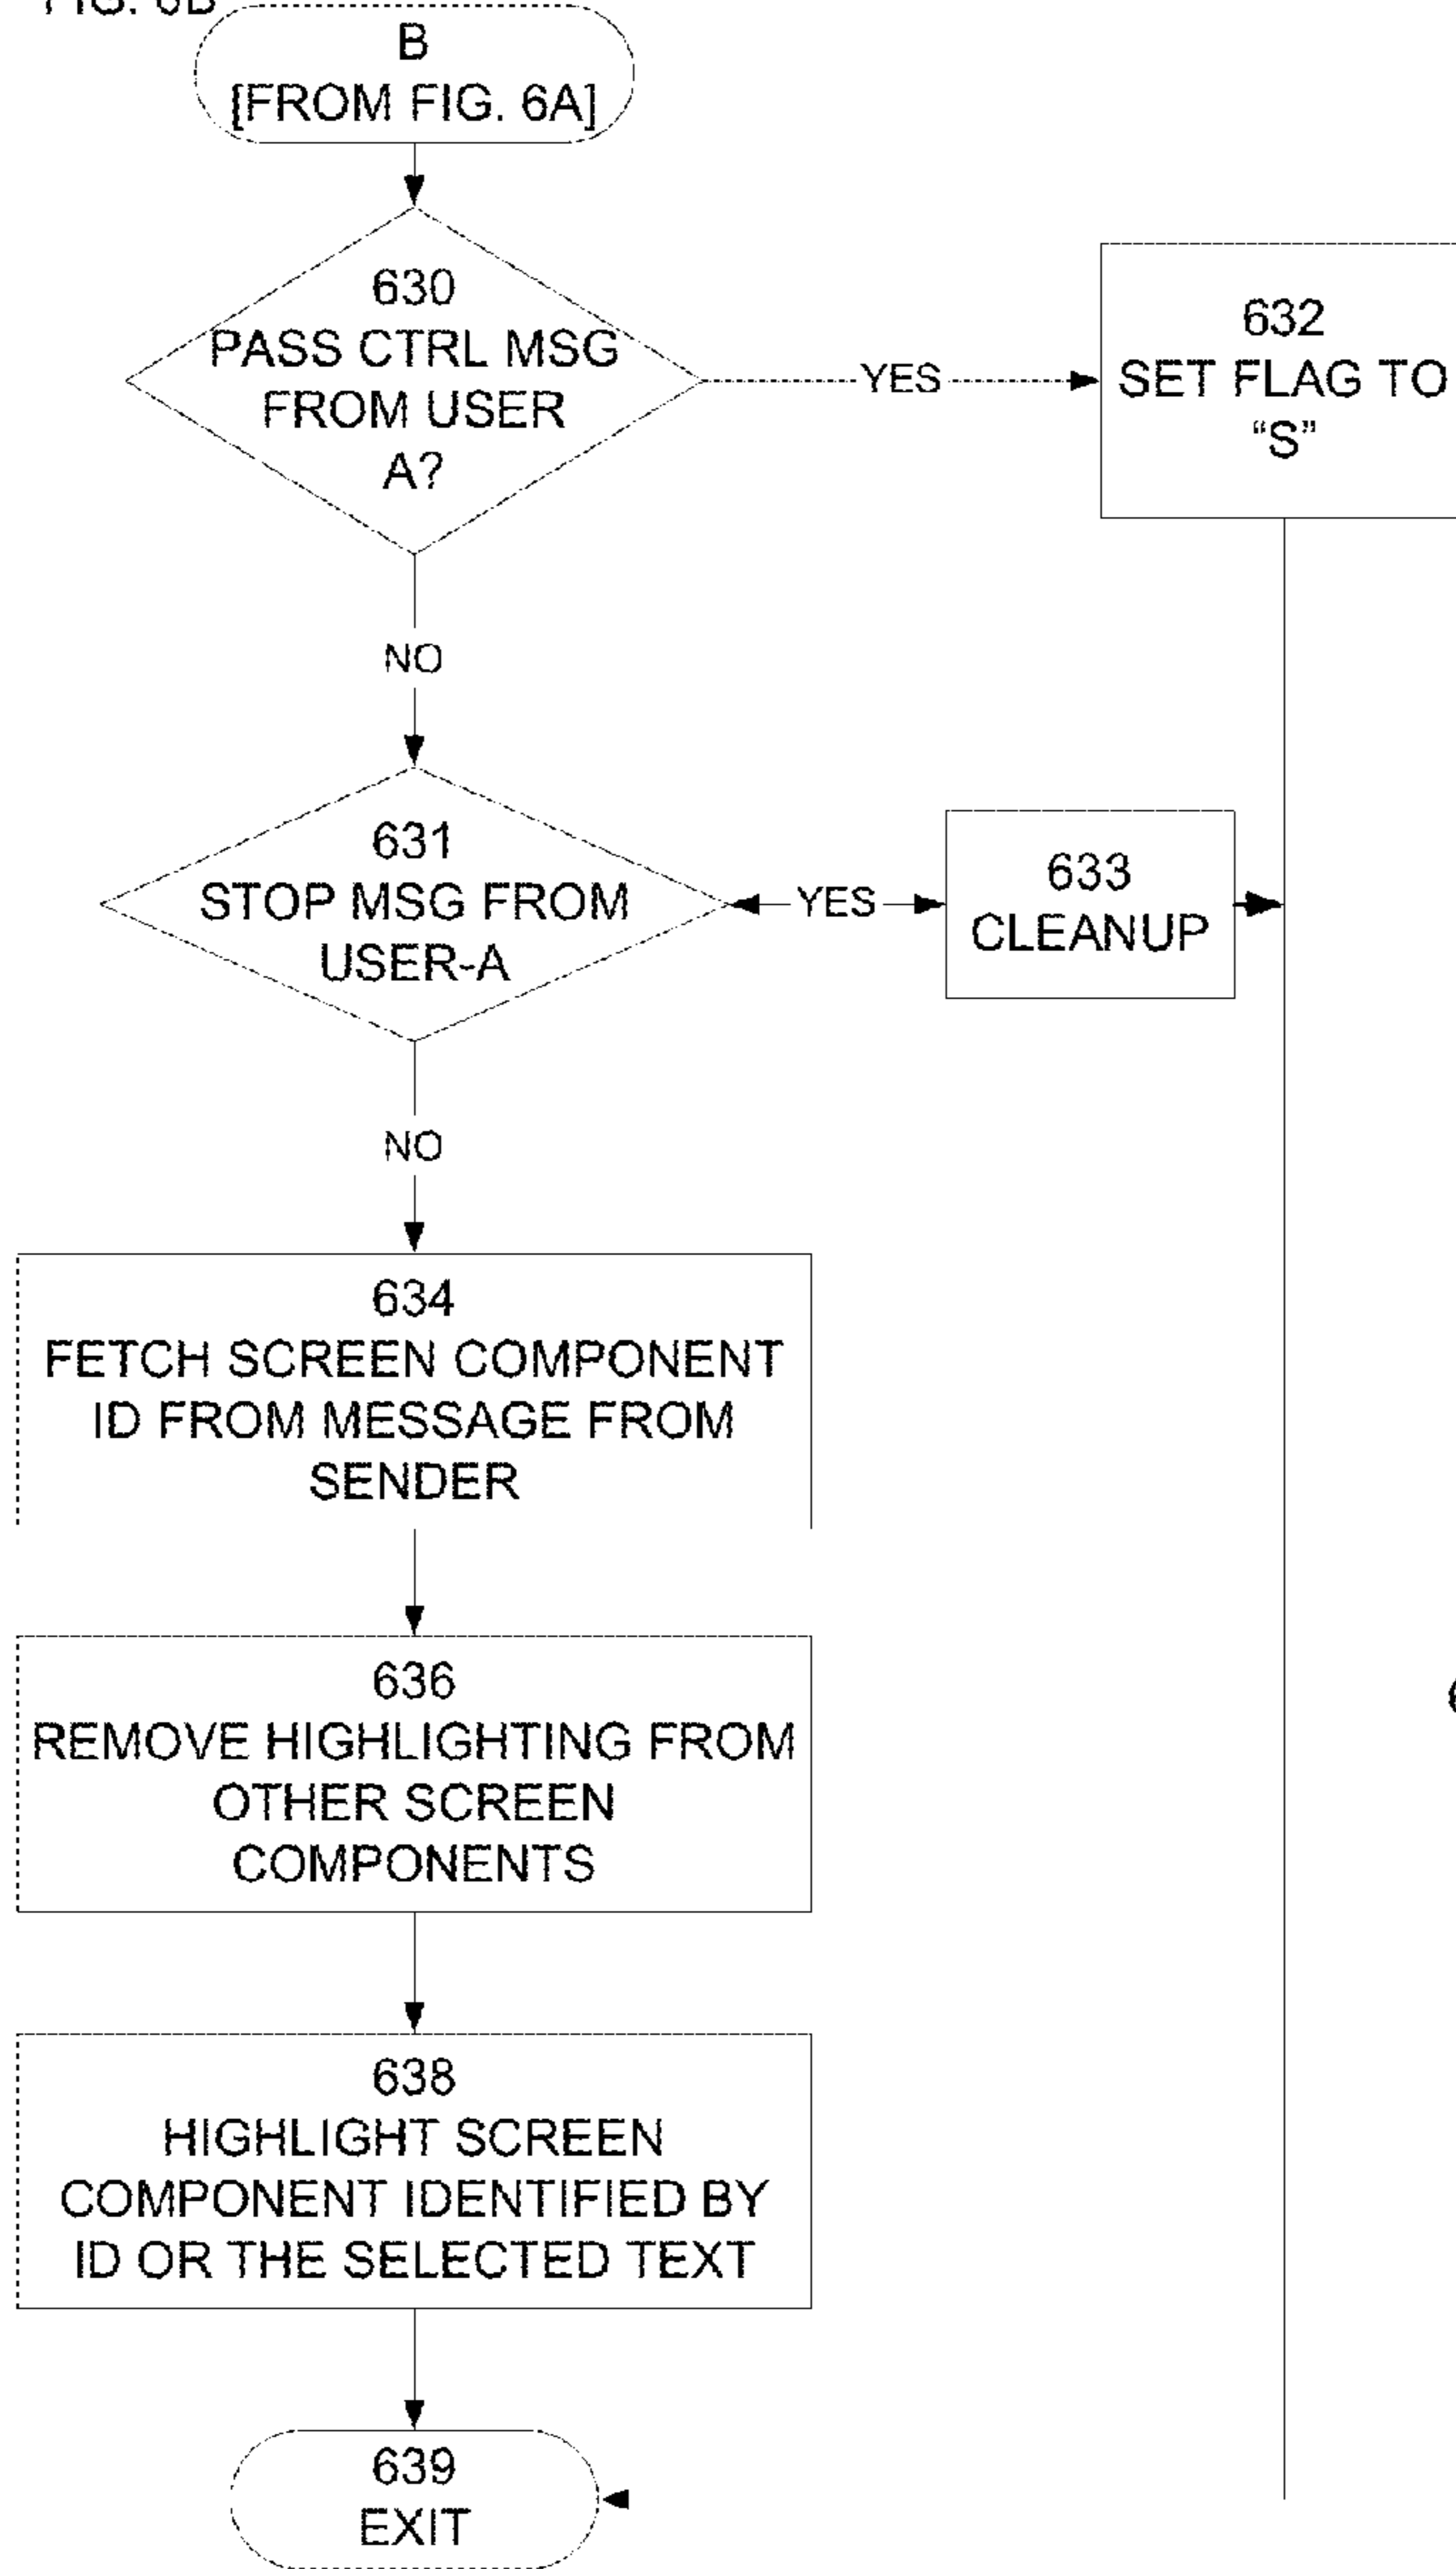 B
[FROM FIG. 6A]
630
PASS CTRL MSG
FROM USER
A?
YES
632
SET FLAG TO
“S”
NO
631
STOP MSG FROM
USER-A
YES
633
CLEANUP
NO
634
FETCH SCREEN COMPONENT
ID FROM MESSAGE FROM
SENDER
636
REMOVE HIGHLIGHTING FROM
OTHER SCREEN
COMPONENTS
638
HIGHLIGHT SCREEN
COMPONENT IDENTIFIED BY
ID OR THE SELECTED TEXT
639
EXIT